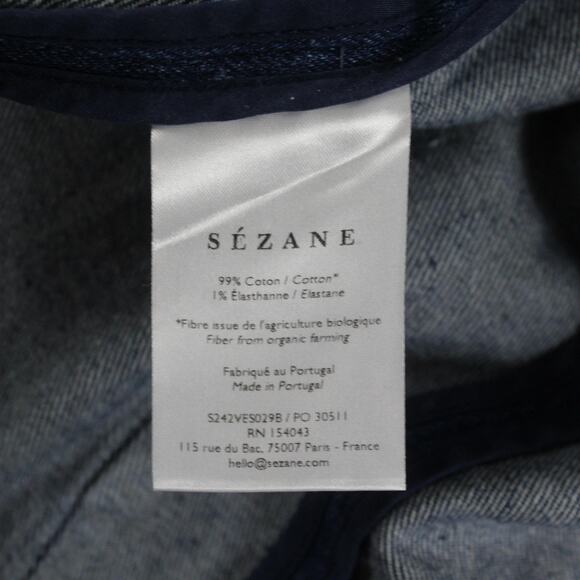 SÉZANE
99% Coton / Cotton*
1% Élasthanne / Elastane
*Fibre issue de l'agriculture biologique
Fiber from organic farming
Fabriqué au Portugal
Made in Portugal
S242VES029B / PO 30511
RN 154043
115 rue du Bac, 75007 Paris - France
hello@sezane.com